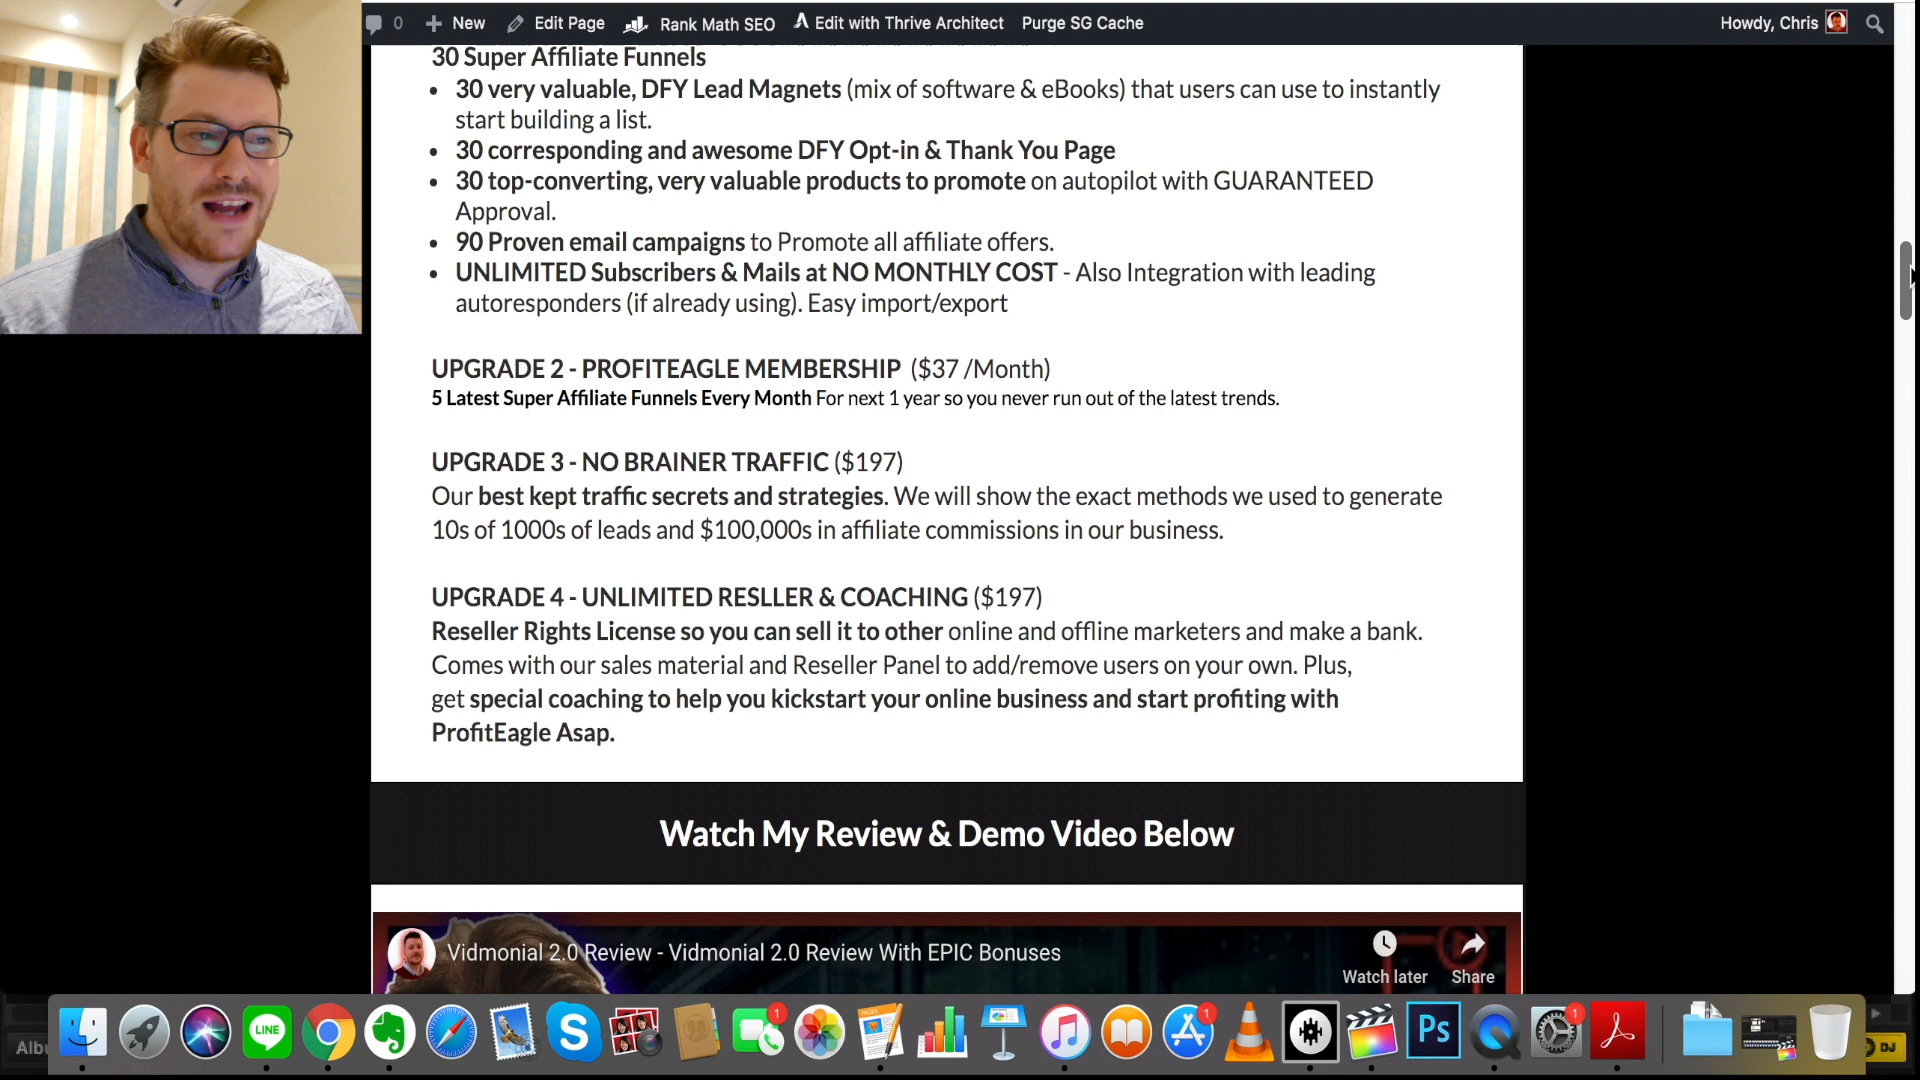 0 New Edit Page Rank Math SEO Edit with Thrive Architect Purge SG Cache Howdy, Chris
30 Super Affiliate Funnels
• 30 very valuable, DFY Lead Magnets (mix of software & eBooks) that users can use to instantly
start building a list.
• 30 corresponding and awesome DFY Opt-in & Thank You Page
• 30 top-converting, very valuable products to promote on autopilot with GUARANTEED
Approval.
• 90 Proven email campaigns to Promote all affiliate offers.
• UNLIMITED Subscribers & Mails at NO MONTHLY COST - Also Integration with leading
autoresponders (if already using). Easy import/export
UPGRADE 2 - PROFITEAGLE MEMBERSHIP ($37 /Month)
5 Latest Super Affiliate Funnels Every Month For next 1 year so you never run out of the latest trends.
UPGRADE 3 - NO BRAINER TRAFFIC ($197)
Our best kept traffic secrets and strategies. We will show the exact methods we used to generate
10s of 1000s of leads and $100,000s in affiliate commissions in our business.
UPGRADE 4 - UNLIMITED RESLLER & COACHING ($197)
Reseller Rights License so you can sell it to other online and offline marketers and make a bank.
Comes with our sales material and Reseller Panel to add/remove users on your own. Plus,
get special coaching to help you kickstart your online business and start profiting with
ProfitEagle Asap.
Watch My Review & Demo Video Below
Vidmonial 2.0 Review - Vidmonial 2.0 Review With EPIC Bonuses
Watch later Share
LINE
1
1
Ps
1
DJ